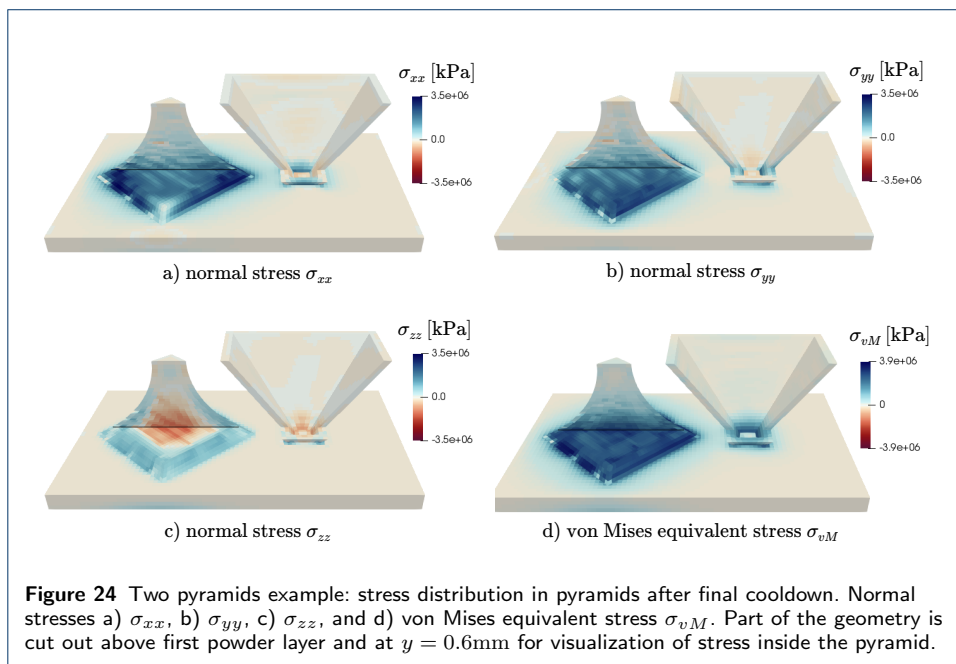 σxx [kPa]
3.5e+06
0.0
-3.5e+06
a) normal stress σxx
σyy [kPa]
3.5e+06
0.0
-3.5e+06
b) normal stress σyy
σzz [kPa]
3.5e+06
0.0
-3.5e+06
c) normal stress σzz
σvM [kPa]
3.9e+06
0
-3.9e+06
d) von Mises equivalent stress σvM
Figure 24 Two pyramids example: stress distribution in pyramids after final cooldown. Normal
stresses a) σxx, b) σyy, c) σzz, and d) von Mises equivalent stress σvM. Part of the geometry is
cut out above first powder layer and at y = 0.6mm for visualization of stress inside the pyramid.